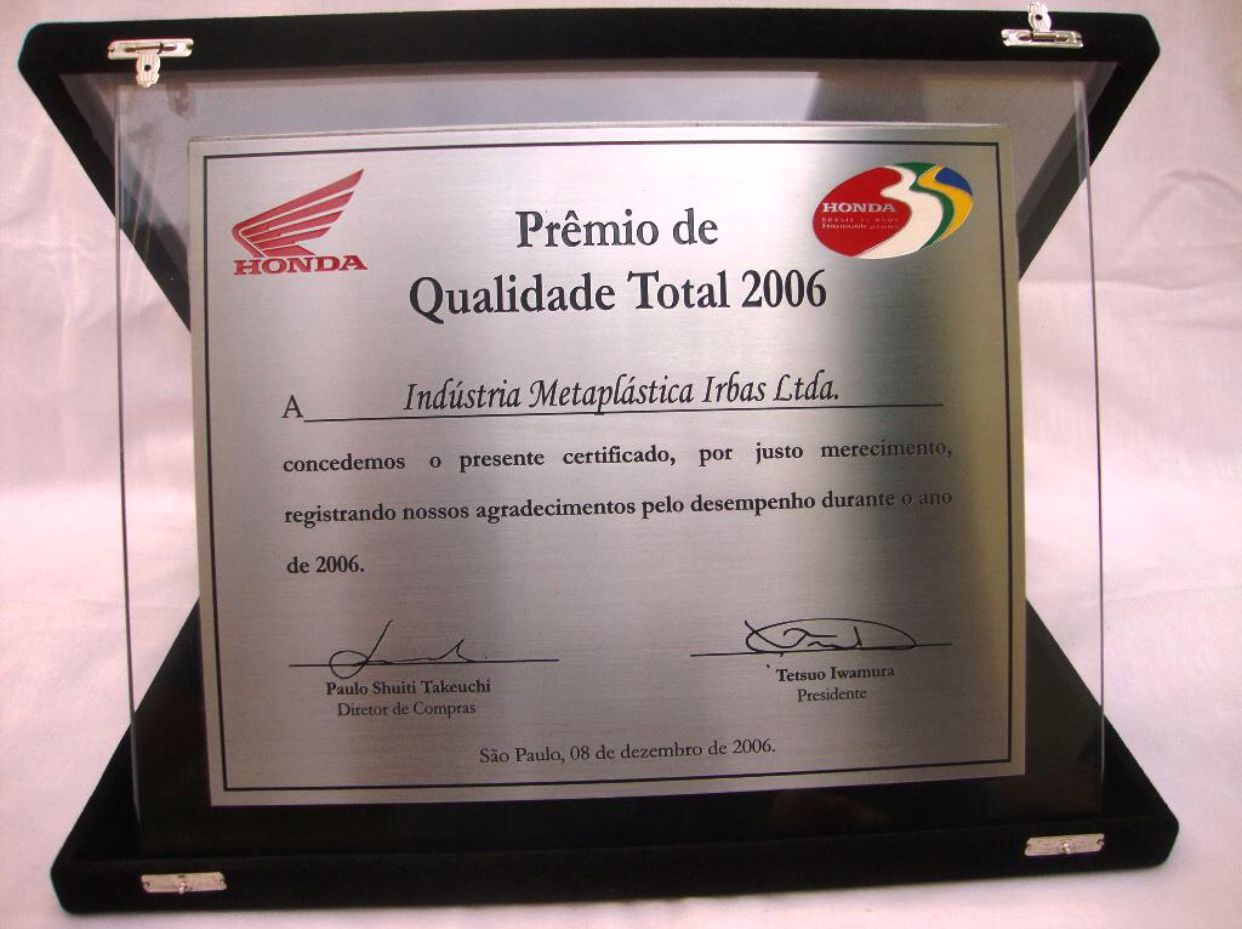 HONDA
HONDA
Prêmio de
Qualidade Total 2006
A Indústria Metaplástica Irbas Ltda.
concedemos o presente certificado, por justo merecimento,
registrando nossos agradecimentos pelo desempenho durante o ano
de 2006.
Paulo Shuiti Takeuchi
Diretor de Compras
Tetsuo Iwamura
Presidente
São Paulo, 08 de dezembro de 2006.